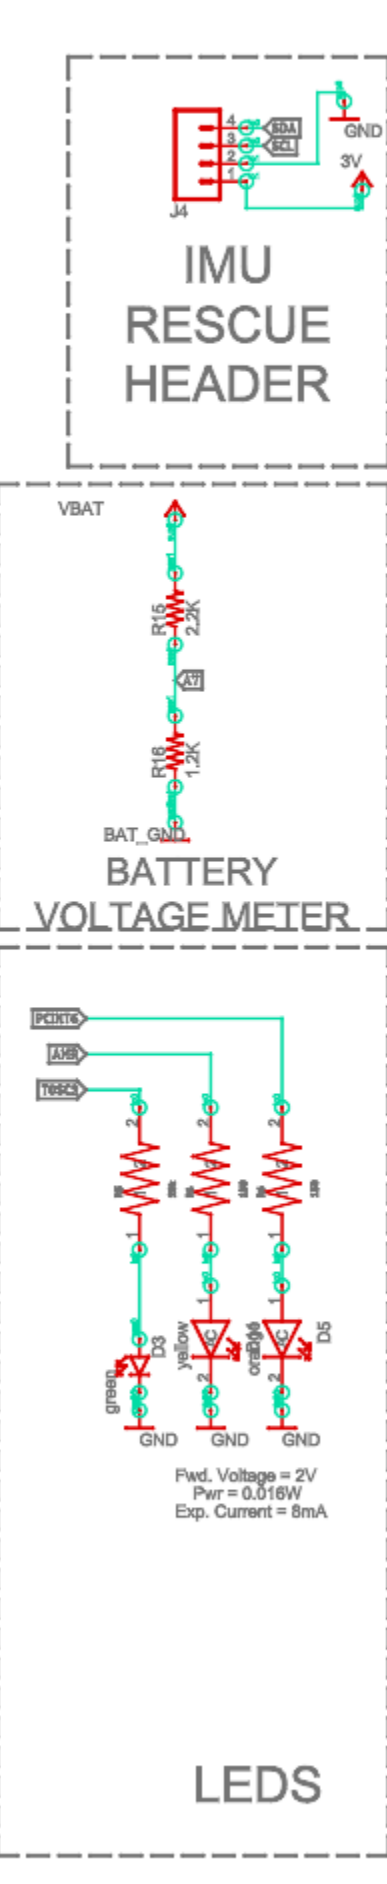 4
SDA
3
SCL
2
1
J4
GND
3V
IMU
RESCUE
HEADER
VBAT
R15
2.2K
A7
R16
1.2K
BAT_GND
BATTERY
VOLTAGE METER
PCINT6
TOSC2
2
2
2
1
1
1
1
1
D3
yellow
D5
green
2
2
GND
GND
GND
Fwd. Voltage = 2V
Pwr = 0.016W
Exp. Current = 8mA
LEDS